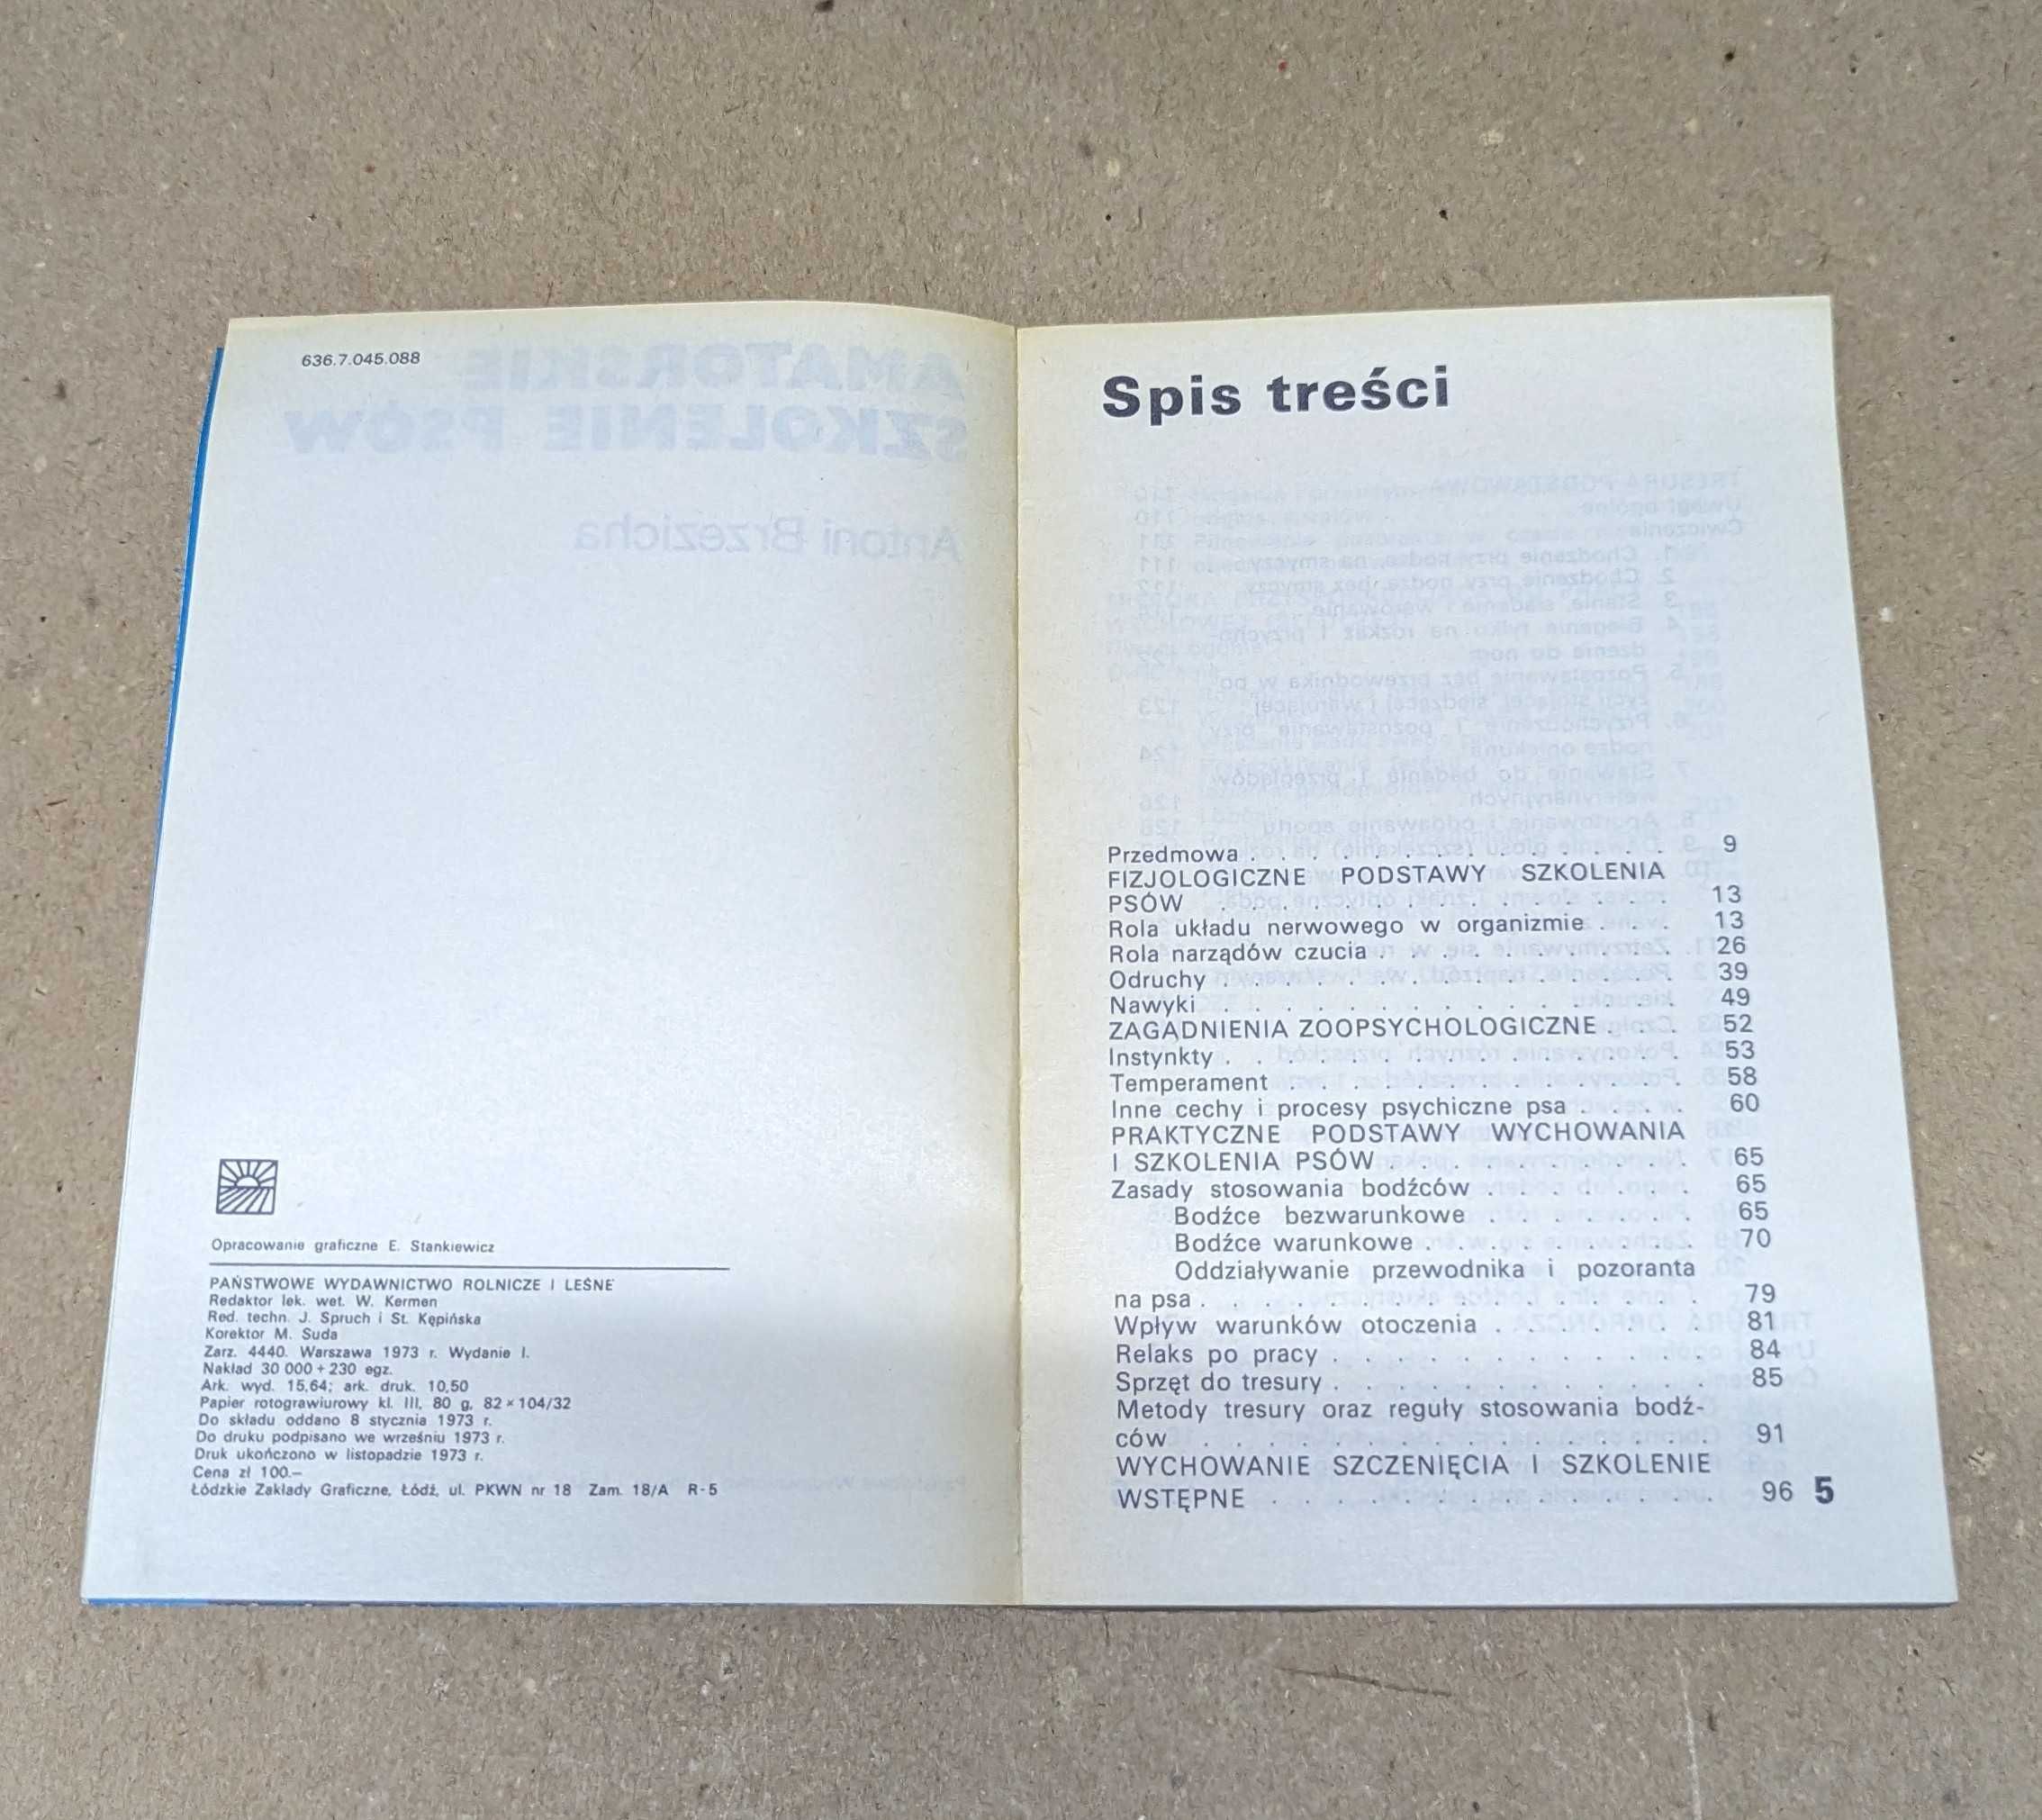 636.7.045.088
AMATORSKIE
SZKOLENIE PSÓW
Antoni Brzezicha
Opracowanie graficzne E. Stankiewicz
PAŃSTWOWE WYDAWNICTWO ROLNICZE I LEŚNE
Redaktor lek. wet. W. Kermen
Red. techn. J. Spruch i St. Kępińska
Korektor M. Suda
Zarz. 4440. Warszawa 1973 r. Wydanie I.
Nakład 30 000 + 230 egz.
Ark. wyd. 15,64; ark. druk. 10,50
Papier rotograwiurowy kl. III, 80 g, 82 × 104/32
Do składu oddano 8 stycznia 1973 r.
Do druku podpisano we wrześniu 1973 r.
Druk ukończono w listopadzie 1973 r.
Cena zł 100.—
Łódzkie Zakłady Graficzne, Łódź, ul. PKWN nr 18 Zam. 18/A R-5
Spis treści
Przedmowa . . . . . . . . . . . . . . 9
FIZJOLOGICZNE PODSTAWY SZKOLENIA
PSÓW . . . . . . . . . . . . . . . 13
Rola układu nerwowego w organizmie . . . 13
Rola narządów czucia . . . . . . . . . . 26
Odruchy . . . . . . . . . . . . . . . 39
Nawyki . . . . . . . . . . . . . . . 49
ZAGADNIENIA ZOOPSYCHOLOGICZNE . . . 52
Instynkty . . . . . . . . . . . . . . . 53
Temperament . . . . . . . . . . . . . 58
Inne cechy i procesy psychiczne psa . . . . 60
PRAKTYCZNE PODSTAWY WYCHOWANIA
I SZKOLENIA PSÓW . . . . . . . . . . 65
Zasady stosowania bodźców . . . . . . . 65
Bodźce bezwarunkowe . . . . . . . 65
Bodźce warunkowe . . . . . . . . . 70
Oddziaływanie przewodnika i pozoranta
na psa . . . . . . . . . . . . . . . . 79
Wpływ warunków otoczenia . . . . . . . 81
Relaks po pracy . . . . . . . . . . . . 84
Sprzęt do tresury . . . . . . . . . . . . 85
Metody tresury oraz reguły stosowania bodź-
ców . . . . . . . . . . . . . . . . 91
WYCHOWANIE SZCZENIĘCIA I SZKOLENIE
WSTĘPNE . . . . . . . . . . . . . . 96
5